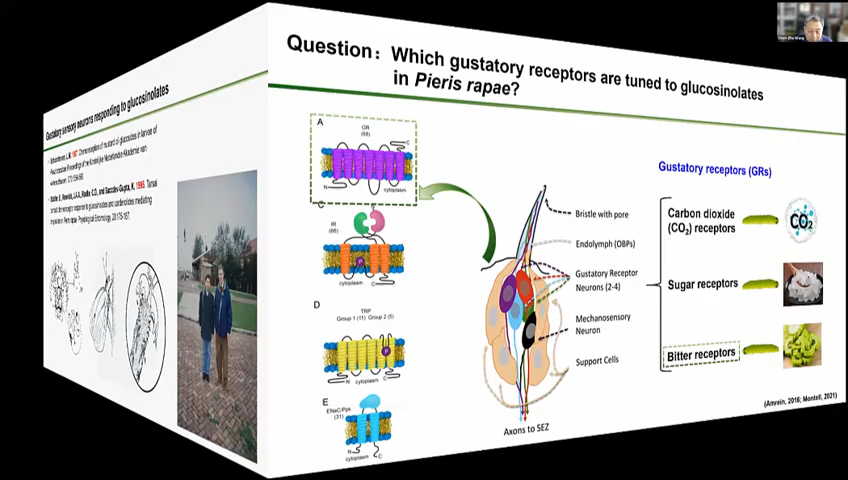 Gustatory sensory neurons responding to glucosinolates
Question: Which gustatory receptors are tuned to glucosinolates
in Pieris rapae?
A
GR
(68)
C
N
cytoplasm
C
IR
(66)
P
cytoplasm
C
D
TRP
Group 1 (11) Group 2 (5)
P
N
cytoplasm
C
E
ENaC/Ppk
(31)
N
cytoplasm
C
Bristle with pore
Endolymph (OBPs)
Gustatory Receptor
Neurons (2-4)
Mechanosensory
Neuron
Support Cells
Axons to SEZ
Gustatory receptors (GRs)
Carbon dioxide
(CO2) receptors
CO2
Sugar receptors
Bitter receptors
(Amrein, 2016; Montell, 2021)